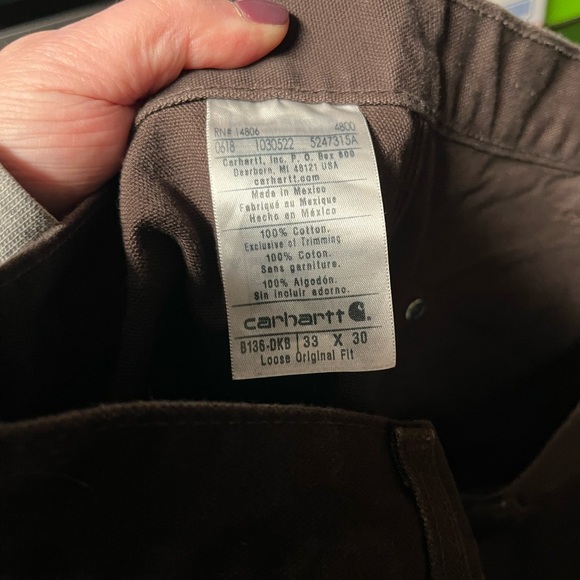 RN# 14806 4800
0618 1030522 5247315A
Carhartt, Inc. P. O. Box 600
Dearborn, MI 48121 USA
carhartt.com
Made in Mexico
Fabriqué au Mexique
Hecho en México
100% Cotton.
Exclusive of Trimming
100% Coton.
Sans garniture.
100% Algodón.
Sin incluir adorno.
carhartt
B136-DKB 33 X 30
Loose Original Fit